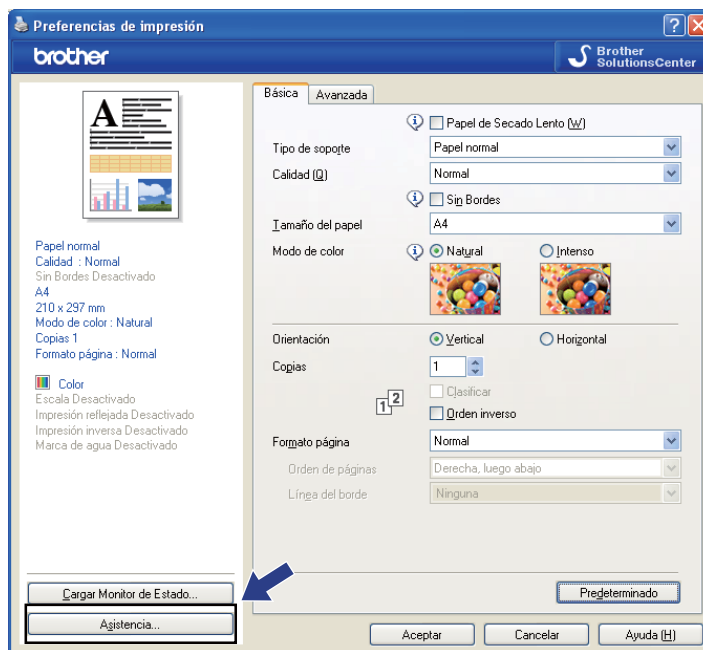 Preferencias de impresión
brother
Brother
SolutionsCenter
A
Papel normal
Calidad : Normal
Sin Bordes Desactivado
A4
210 x 297 mm
Modo de color : Natural
Copias 1
Formato página : Normal
Color
Escala Desactivado
Impresión reflejada Desactivado
Impresión inversa Desactivado
Marca de agua Desactivado
Cargar Monitor de Estado...
Asistencia...
Básica
Avanzada
Papel de Secado Lento (W)
Tipo de soporte
Papel normal
Calidad (Q)
Normal
Sin Bordes
Tamaño del papel
A4
Modo de color
Natural
Intenso
Orientación
Vertical
Horizontal
Copias
1
Clasificar
1 2
Orden inverso
Formato página
Normal
Orden de páginas
Derecha, luego abajo
Línea del borde
Ninguna
Predeterminado
Aceptar
Cancelar
Ayuda (H)